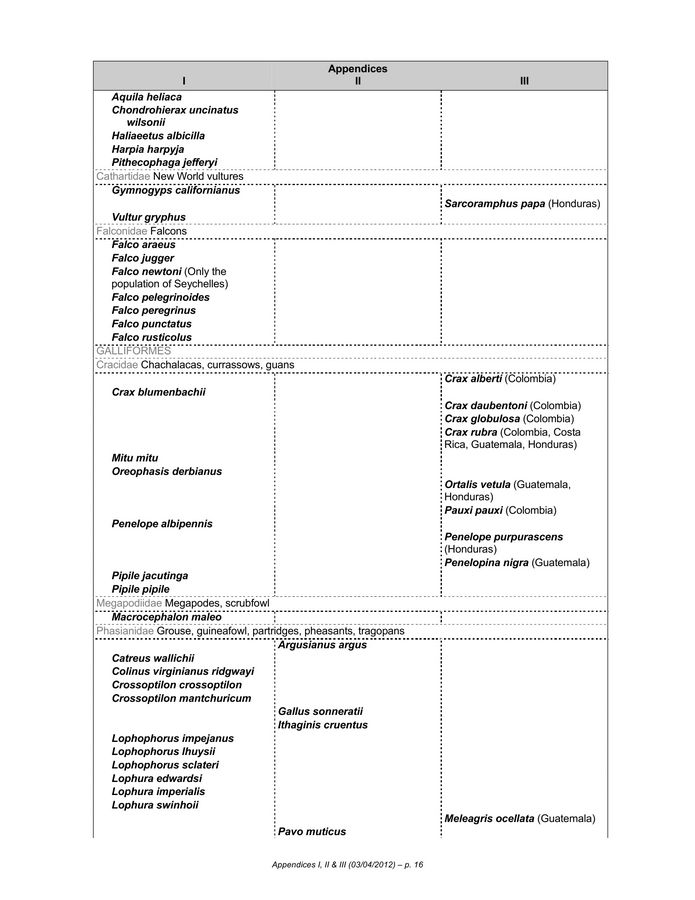 Appendices
I II III
Aquila heliaca
Chondrohierax uncinatus
wilsonii
Haliaeetus albicilla
Harpia harpyja
Pithecophaga jefferyi
Cathartidae New World vultures
Gymnogyps californianus
Sarcoramphus papa (Honduras)
Vultur gryphus
Falconidae Falcons
Falco araeus
Falco jugger
Falco newtoni (Only the
population of Seychelles)
Falco pelegrinoides
Falco peregrinus
Falco punctatus
Falco rusticolus
GALLIFORMES
Cracidae Chachalacas, currassows, guans
Crax alberti (Colombia)
Crax blumenbachii
Crax daubentoni (Colombia)
Crax globulosa (Colombia)
Crax rubra (Colombia, Costa
Rica, Guatemala, Honduras)
Mitu mitu
Oreophasis derbianus
Ortalis vetula (Guatemala,
Honduras)
Pauxi pauxi (Colombia)
Penelope albipennis
Penelope purpurascens
(Honduras)
Penelopina nigra (Guatemala)
Pipile jacutinga
Pipile pipile
Megapodiidae Megapodes, scrubfowl
Macrocephalon maleo
Phasianidae Grouse, guineafowl, partridges, pheasants, tragopans
Argusianus argus
Catreus wallichii
Colinus virginianus ridgwayi
Crossoptilon crossoptilon
Crossoptilon mantchuricum
Gallus sonneratii
Ithaginis cruentus
Lophophorus impejanus
Lophophorus lhuysii
Lophophorus sclateri
Lophura edwardsi
Lophura imperialis
Lophura swinhoii
Meleagris ocellata (Guatemala)
Pavo muticus
Appendices I, II & III (03/04/2012) – p. 16